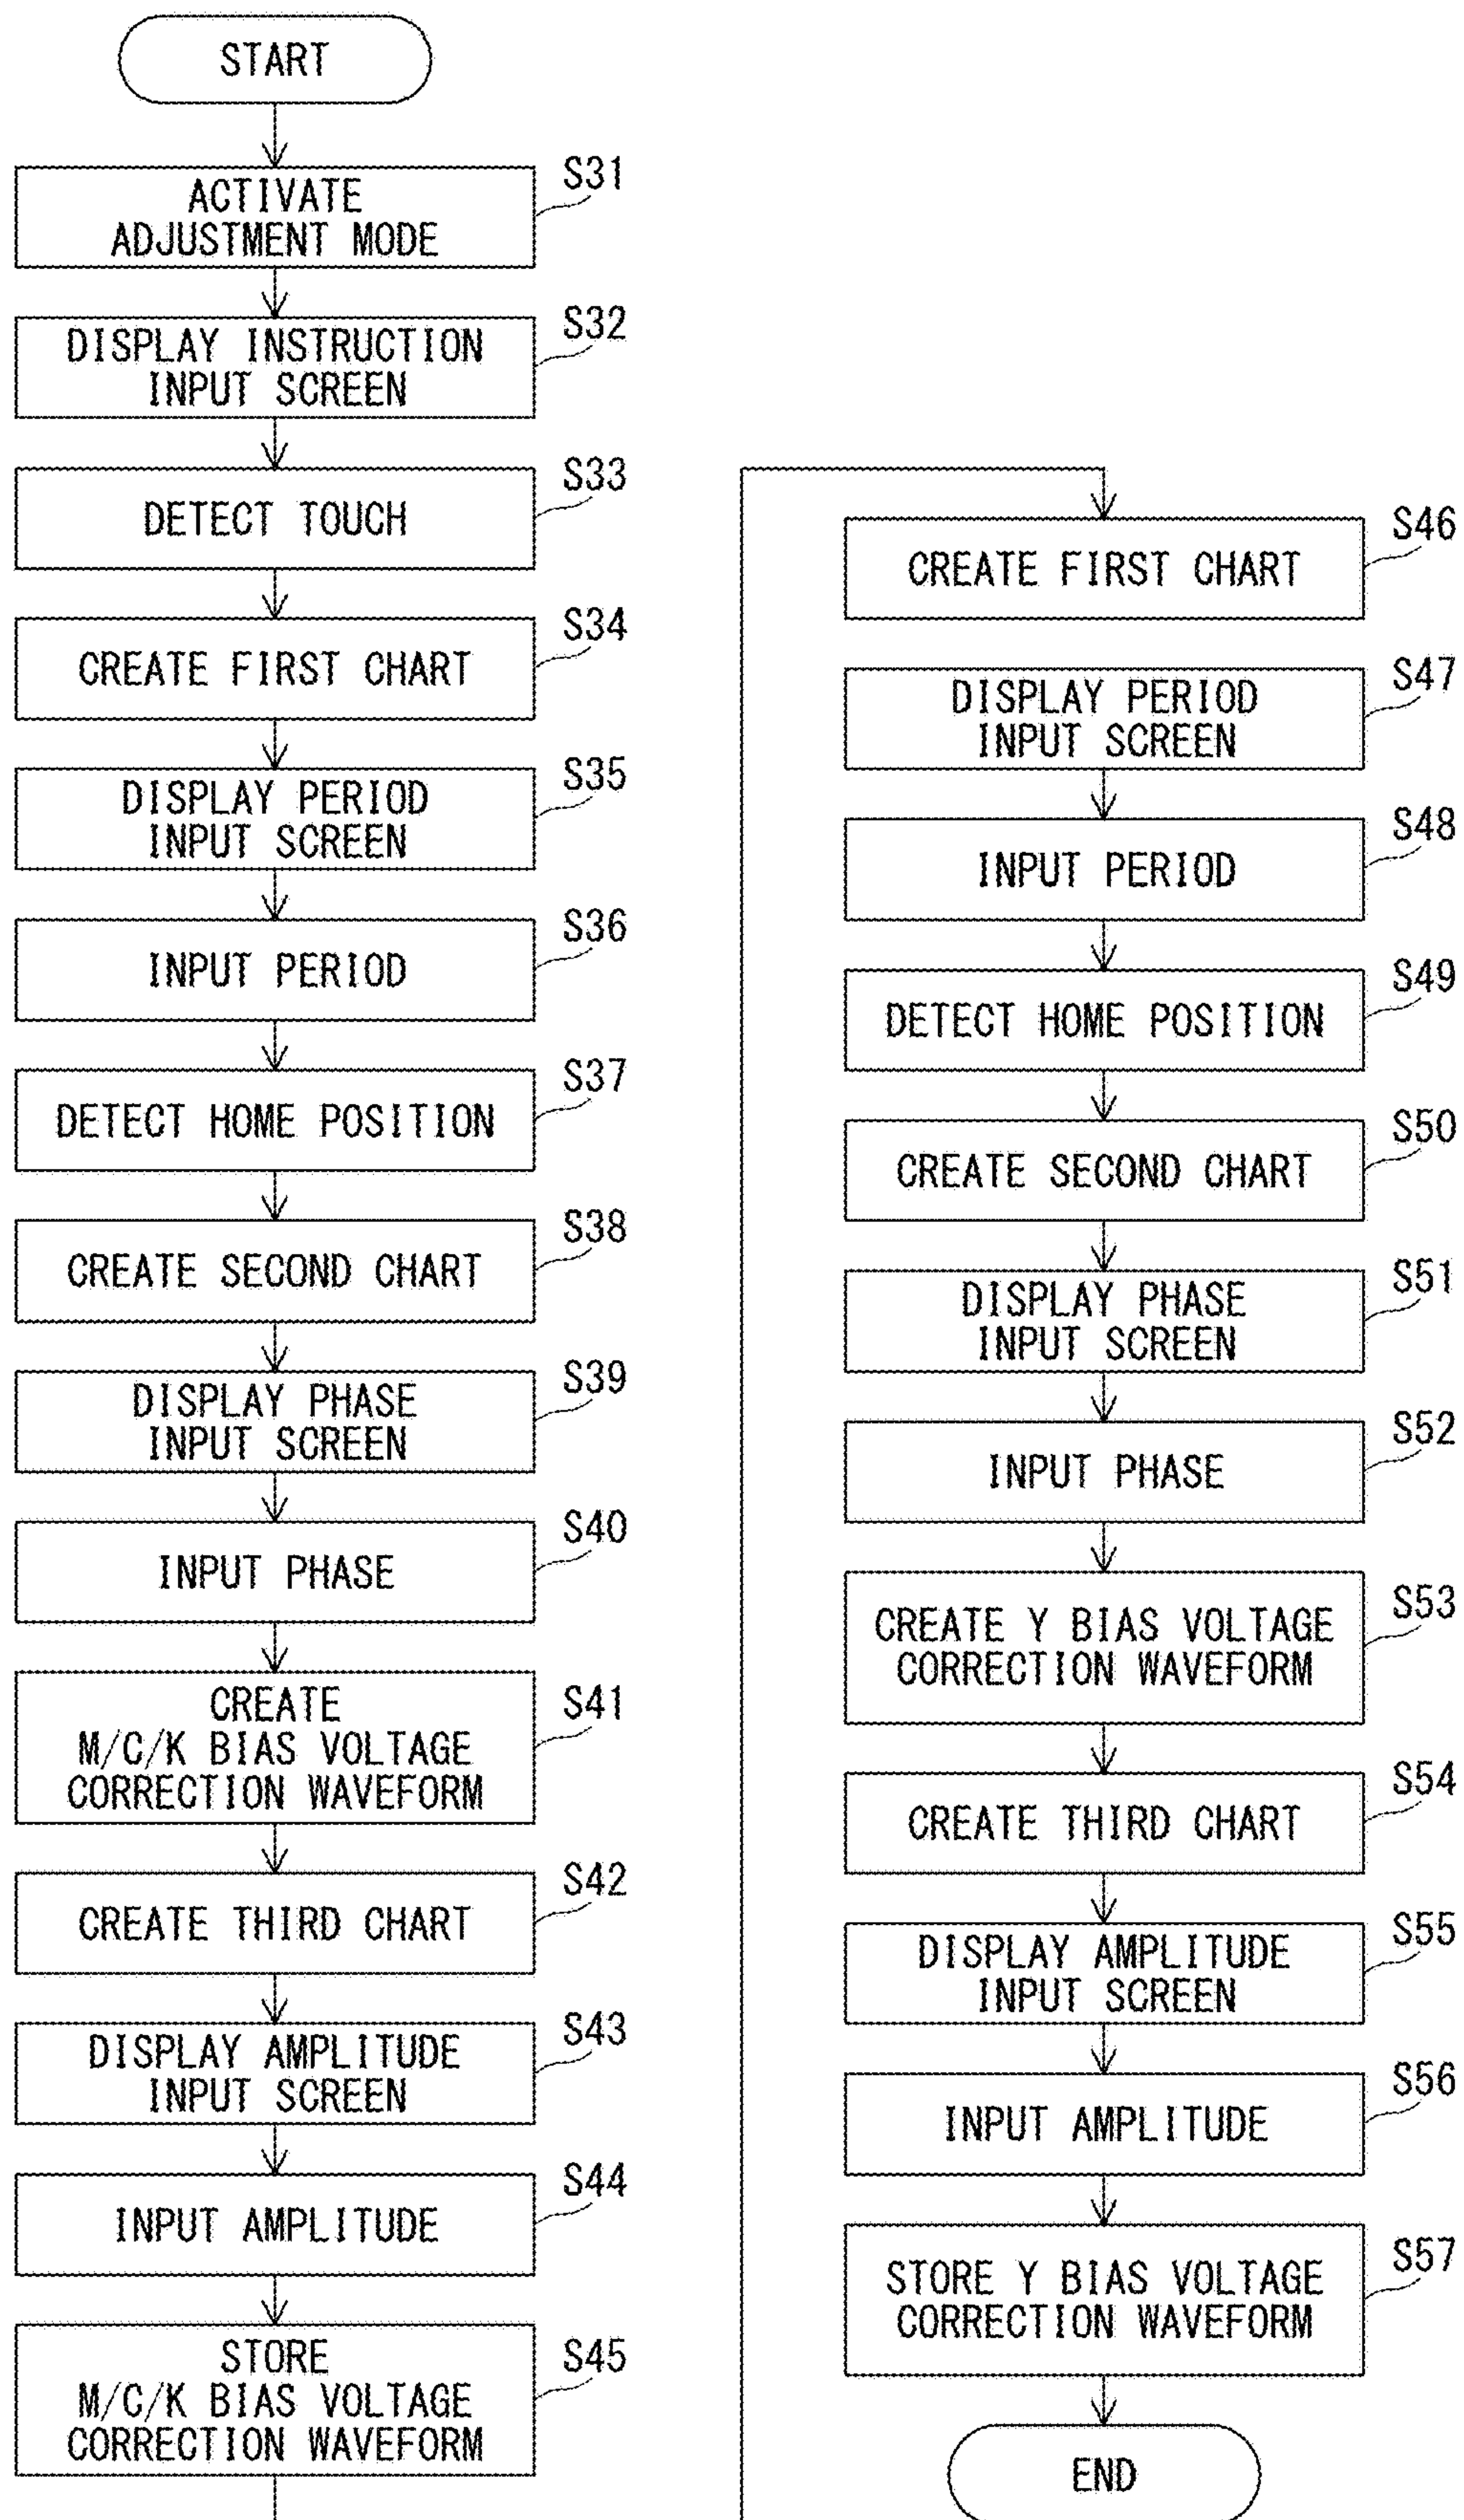 START
S31
ACTIVATE
ADJUSTMENT MODE
S32
DISPLAY INSTRUCTION
INPUT SCREEN
S33
DETECT TOUCH
S34
CREATE FIRST CHART
S35
DISPLAY PERIOD
INPUT SCREEN
S36
INPUT PERIOD
S37
DETECT HOME POSITION
S38
CREATE SECOND CHART
S39
DISPLAY PHASE
INPUT SCREEN
S40
INPUT PHASE
S41
CREATE
M/C/K BIAS VOLTAGE
CORRECTION WAVEFORM
S42
CREATE THIRD CHART
S43
DISPLAY AMPLITUDE
INPUT SCREEN
S44
INPUT AMPLITUDE
S45
STORE
M/C/K BIAS VOLTAGE
CORRECTION WAVEFORM
S46
CREATE FIRST CHART
S47
DISPLAY PERIOD
INPUT SCREEN
S48
INPUT PERIOD
S49
DETECT HOME POSITION
S50
CREATE SECOND CHART
S51
DISPLAY PHASE
INPUT SCREEN
S52
INPUT PHASE
S53
CREATE Y BIAS VOLTAGE
CORRECTION WAVEFORM
S54
CREATE THIRD CHART
S55
DISPLAY AMPLITUDE
INPUT SCREEN
S56
INPUT AMPLITUDE
S57
STORE Y BIAS VOLTAGE
CORRECTION WAVEFORM
END